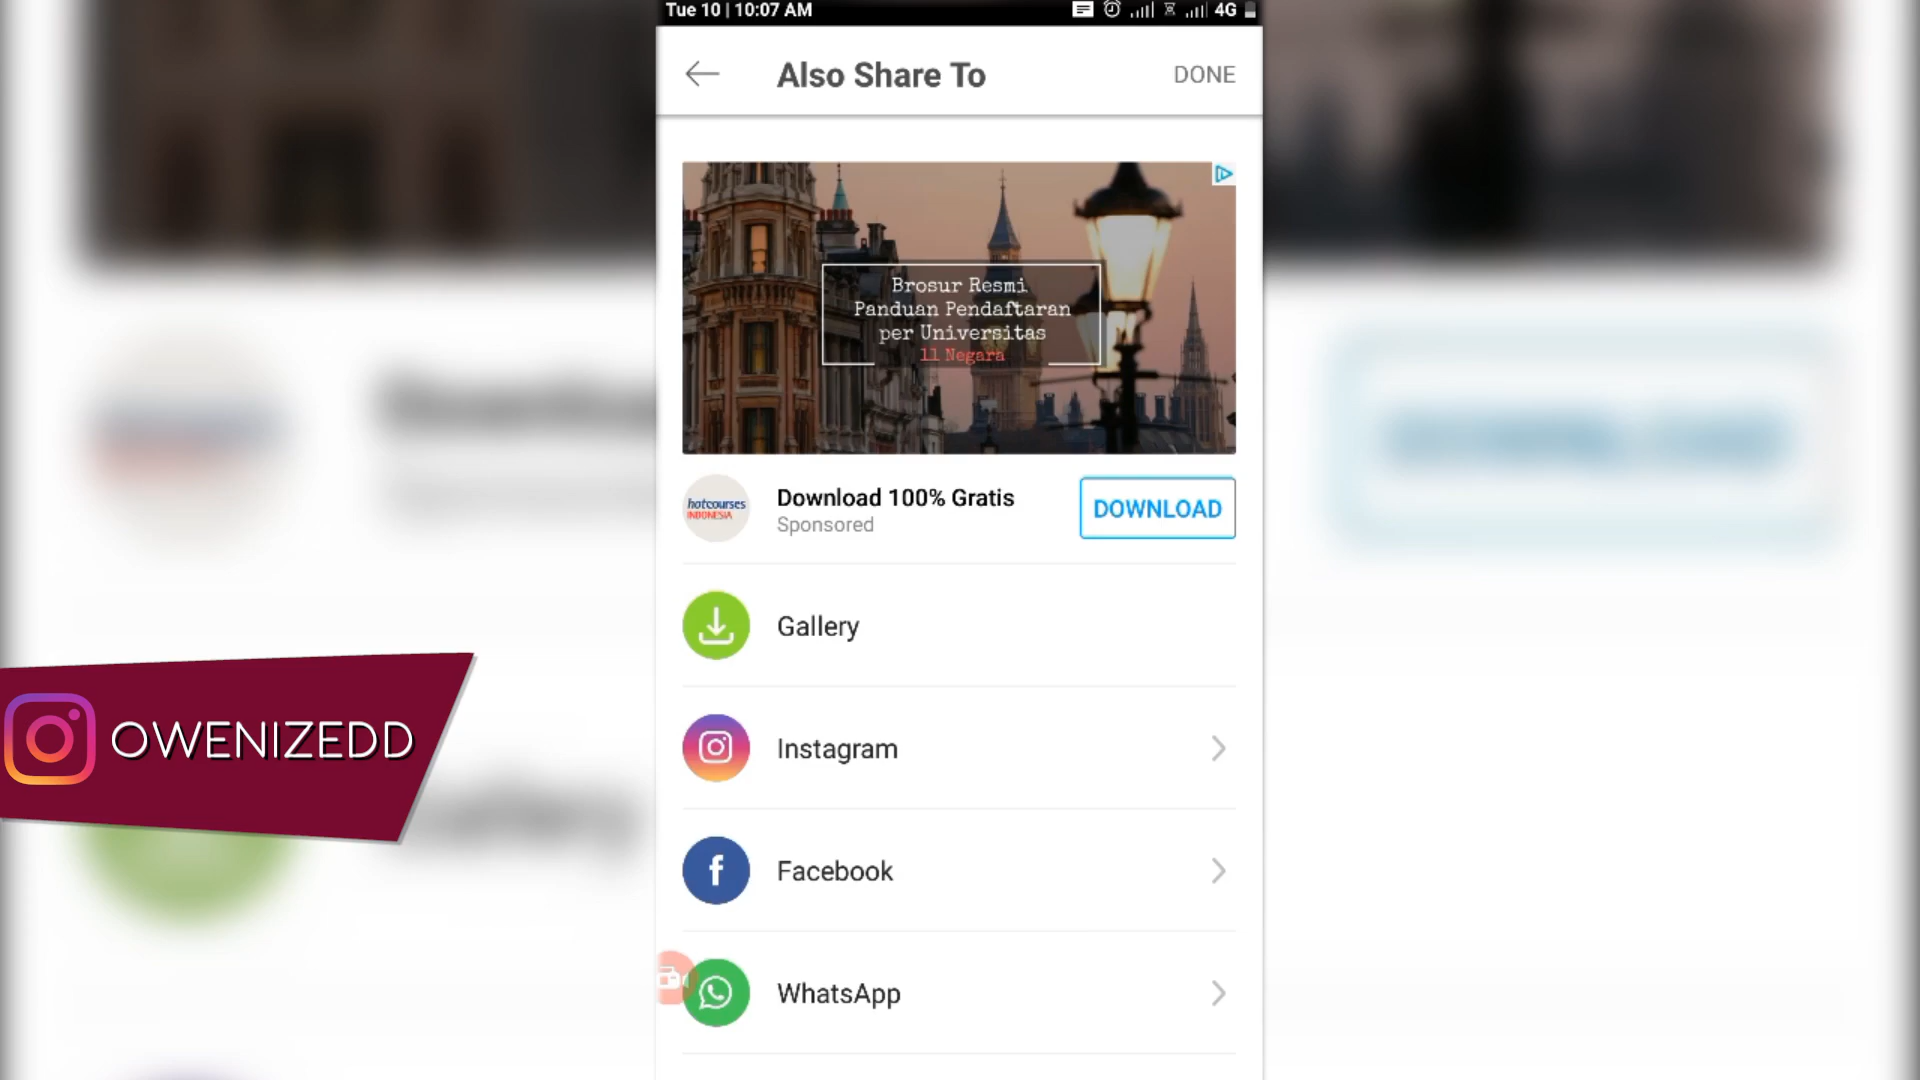 Tue 10 | 10:07 AM
4G
Also Share To
DONE
Brosur Resmi
Panduan Pendaftaran
per Universitas
11 Negara
hotcourses
INDONESIA
Download 100% Gratis
Sponsored
DOWNLOAD
Gallery
Instagram
OWENIZEDD
Facebook
WhatsApp